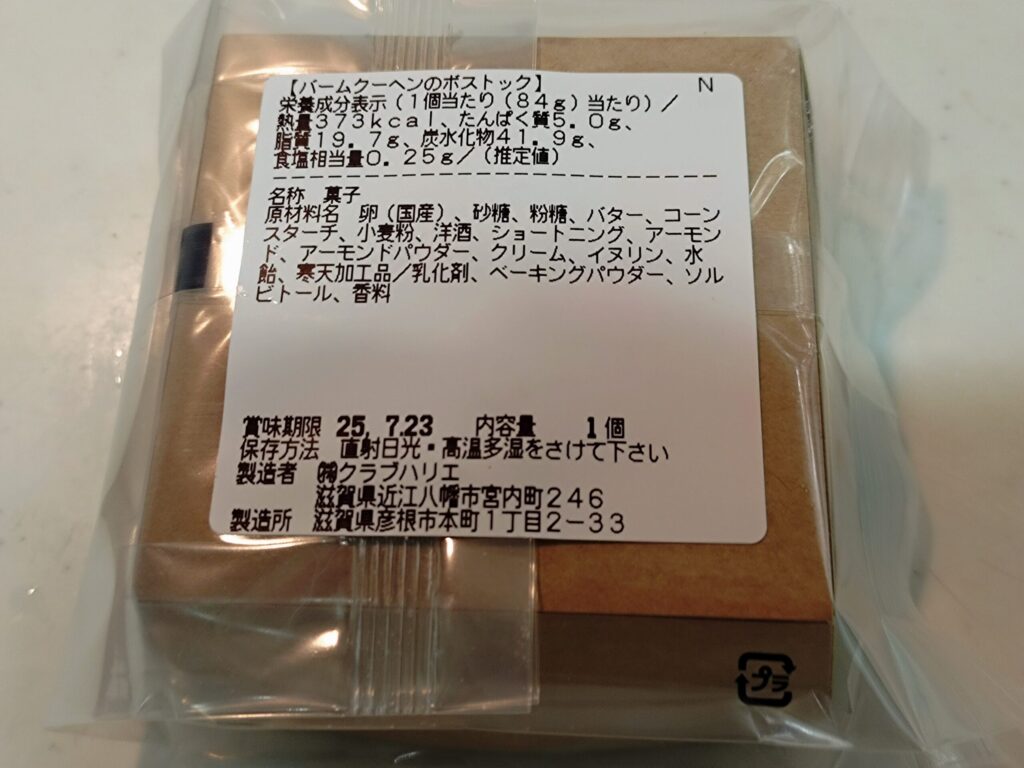 【バームクーヘンのボストック】 N
栄養成分表示(1個当たり(84g)当たり)/
熱量373kcal、たんぱく質5.0g、
脂質19.7g、炭水化物41.9g、
食塩相当量0.25g/(推定値)
名称 菓子
原材料名 卵(国産)、砂糖、粉糖、バター、コーン
スターチ、小麦粉、洋酒、ショートニング、アーモン
ド、アーモンドパウダー、クリーム、イヌリン、水
飴、寒天加工品/乳化剤、ベーキングパウダー、ソル
ビトール、香料
賞味期限 25.7.23 内容量 1個
保存方法 直射日光・高温多湿をさけて下さい
製造者 ㈱クラブハリエ
滋賀県近江八幡市宮内町246
製造所 滋賀県彦根市本町1丁目2-33
プラ